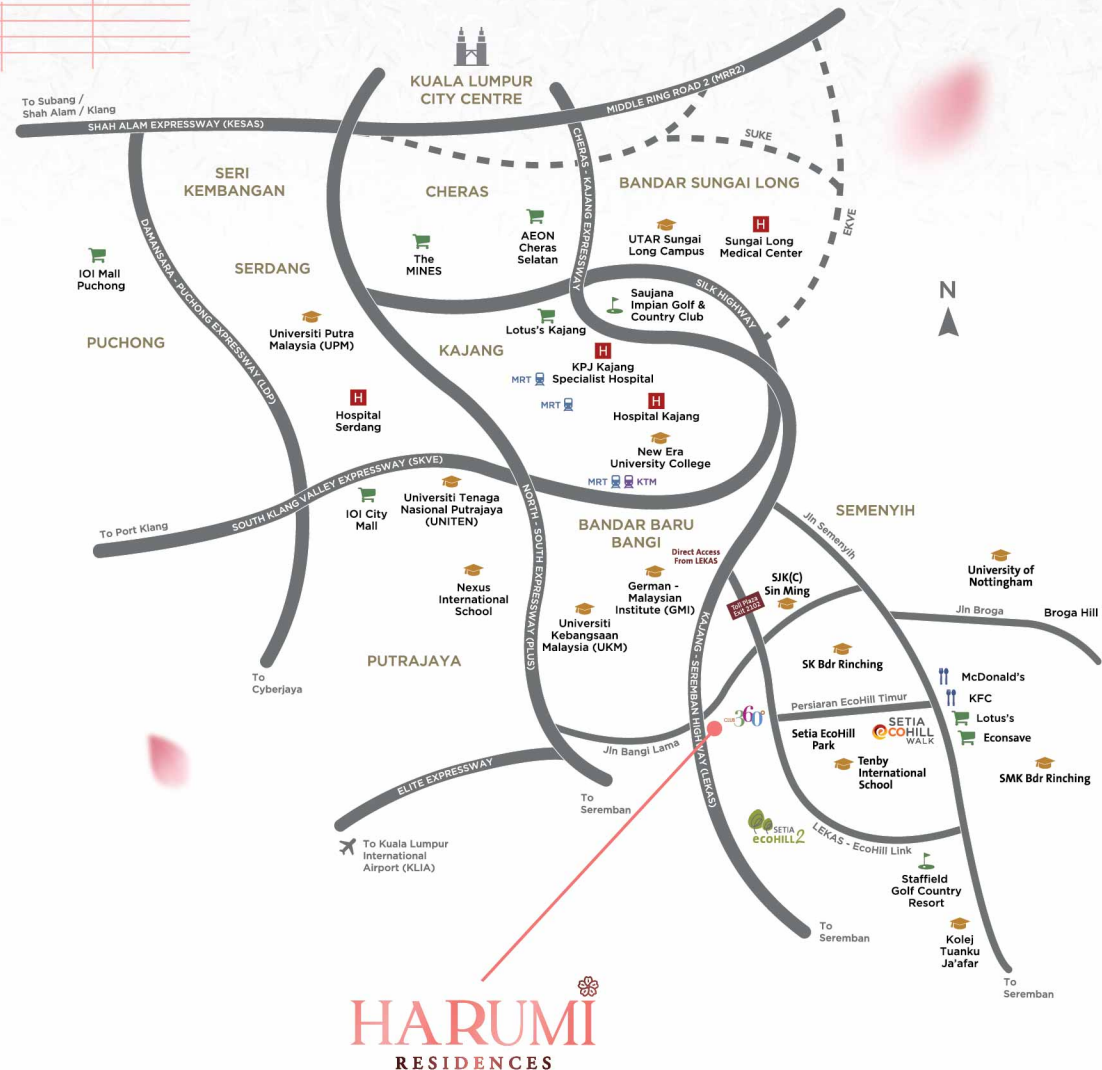 KUALA LUMPUR
CITY CENTRE
To Subang /
Shah Alam / Klang
SHAH ALAM EXPRESSWAY (KESAS)
MIDDLE RING ROAD 2 (MRR2)
SUKE
EKVE
CHERAS - KAJANG EXPRESSWAY
SERI
KEMBANGAN
CHERAS
BANDAR SUNGAI LONG
DAMANSARA - PUCHONG EXPRESSWAY (LDP)
IOI Mall
Puchong
SERDANG
The
MINES
AEON
Cheras
Selatan
UTAR Sungai
Long Campus
H
Sungai Long
Medical Center
SILK HIGHWAY
N
Saujana
Impian Golf &
Country Club
Lotus's Kajang
PUCHONG
Universiti Putra
Malaysia (UPM)
KAJANG
H
KPJ Kajang
Specialist Hospital
MRT
MRT
H
Hospital
Serdang
H
Hospital Kajang
New Era
University College
MRT
KTM
SOUTH KLANG VALLEY EXPRESSWAY (SKVE)
To Port Klang
IOI City
Mall
Universiti Tenaga
Nasional Putrajaya
(UNITEN)
NORTH - SOUTH EXPRESSWAY (PLUS)
BANDAR BARU
BANGI
SEMENYIH
Jln Semenyih
Direct Access
From LEKAS
Toll Plaza
Exit 2102
SJK(C)
Sin Ming
University of
Nottingham
Nexus
International
School
German -
Malaysian
Institute (GMI)
Universiti
Kebangsaan
Malaysia (UKM)
KAJANG - SEREMBAN HIGHWAY (LEKAS)
Jln Broga
Broga Hill
PUTRAJAYA
To
Cyberjaya
SK Bdr Rinching
McDonald's
KFC
Lotus's
Econsave
Persiaran EcoHill Timur
CLUB 360°
SETIA
ECOHILL
WALK
Setia EcoHill
Park
Jln Bangi Lama
Tenby
International
School
SMK Bdr Rinching
ELITE EXPRESSWAY
To
Seremban
SETIA
ecoHILL2
LEKAS - EcoHill Link
To Kuala Lumpur
International
Airport (KLIA)
Staffield
Golf Country
Resort
To
Seremban
Kolej
Tuanku
Ja'afar
To
Seremban
HARUMI
RESIDENCES